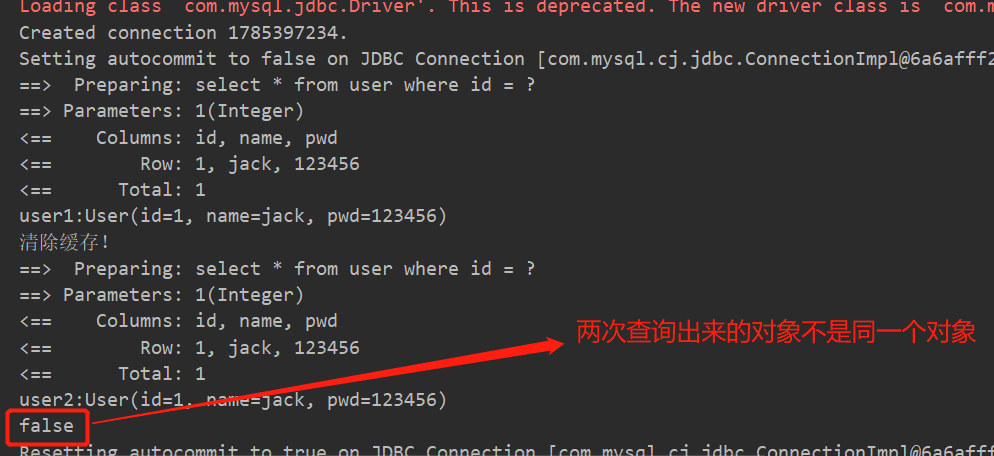 Loading class `com.mysql.jdbc.Driver'. This is deprecated. The new driver class is `com.m
Created connection 1785397234.
Setting autocommit to false on JDBC Connection [com.mysql.cj.jdbc.ConnectionImpl@6a6afff2
==>  Preparing: select * from user where id = ?
==> Parameters: 1(Integer)
<==    Columns: id, name, pwd
<==        Row: 1, jack, 123456
<==      Total: 1
user1:User(id=1, name=jack, pwd=123456)
清除缓存!
==>  Preparing: select * from user where id = ?
==> Parameters: 1(Integer)
<==    Columns: id, name, pwd
两次查询出来的对象不是同一个对象
<==        Row: 1, jack, 123456
<==      Total: 1
user2:User(id=1, name=jack, pwd=123456)
false
Resetting autocommit to true on JDBC Connection [com.mysql.cj.jdbc.ConnectionImpl@6a6afff